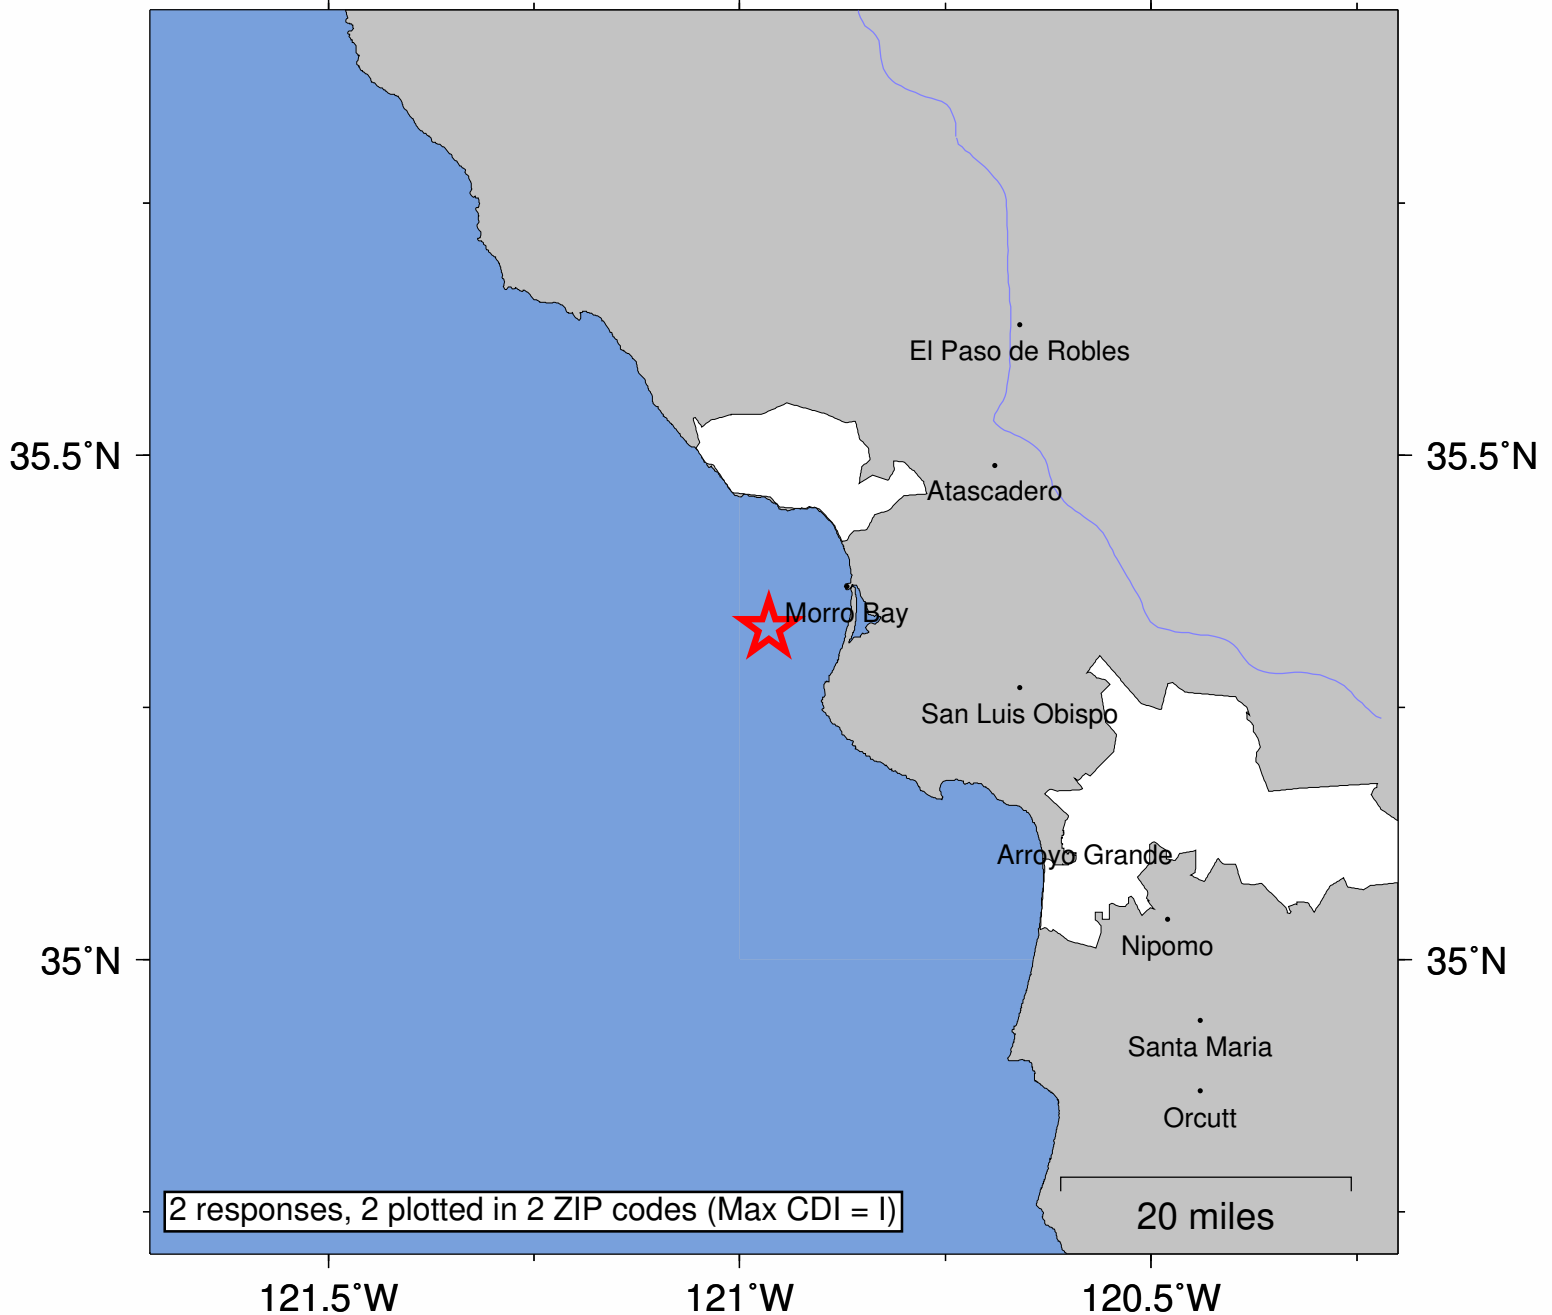 El Paso de Robles
35.5˚N
35.5˚N
Atascadero
Morro Bay
San Luis Obispo
Arroyo Grande
Nipomo
35˚N
35˚N
Santa Maria
Orcutt
2 responses, 2 plotted in 2 ZIP codes (Max CDI = I)
20 miles
121.5˚W
121˚W
120.5˚W